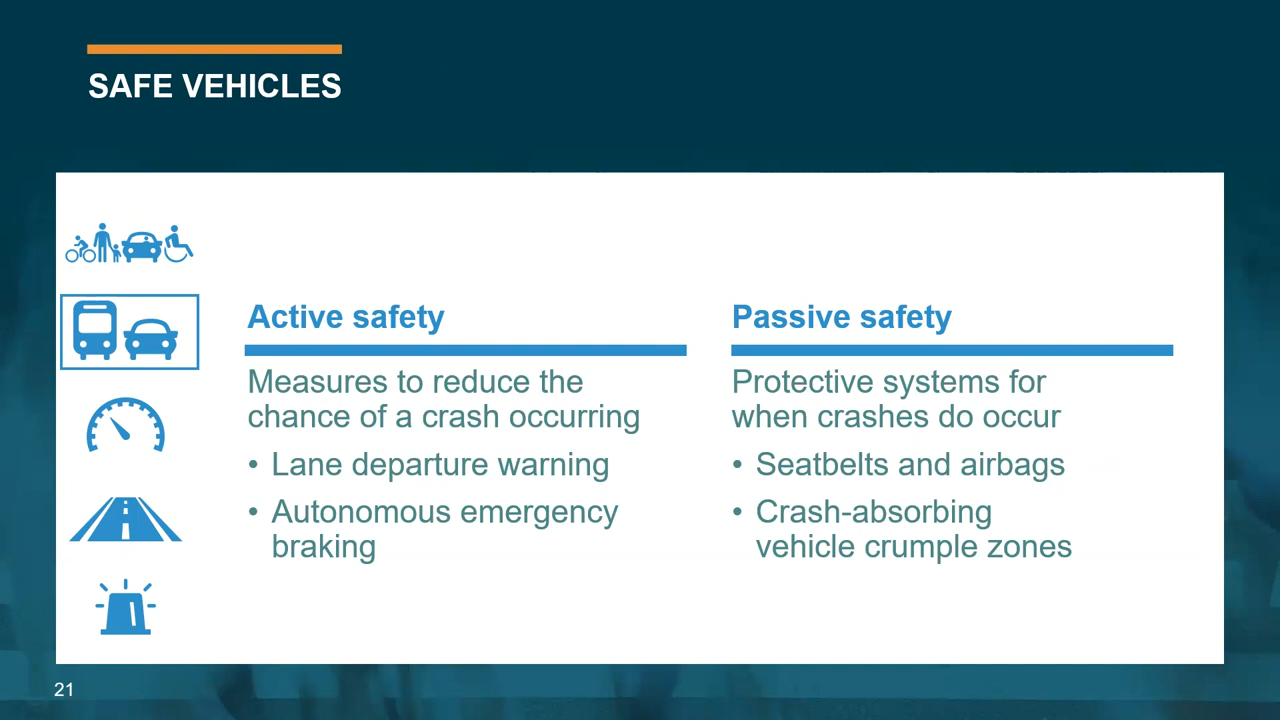 SAFE VEHICLES
Active safety
Measures to reduce the
chance of a crash occurring
• Lane departure warning
• Autonomous emergency
braking
Passive safety
Protective systems for
when crashes do occur
• Seatbelts and airbags
• Crash-absorbing
vehicle crumple zones
21